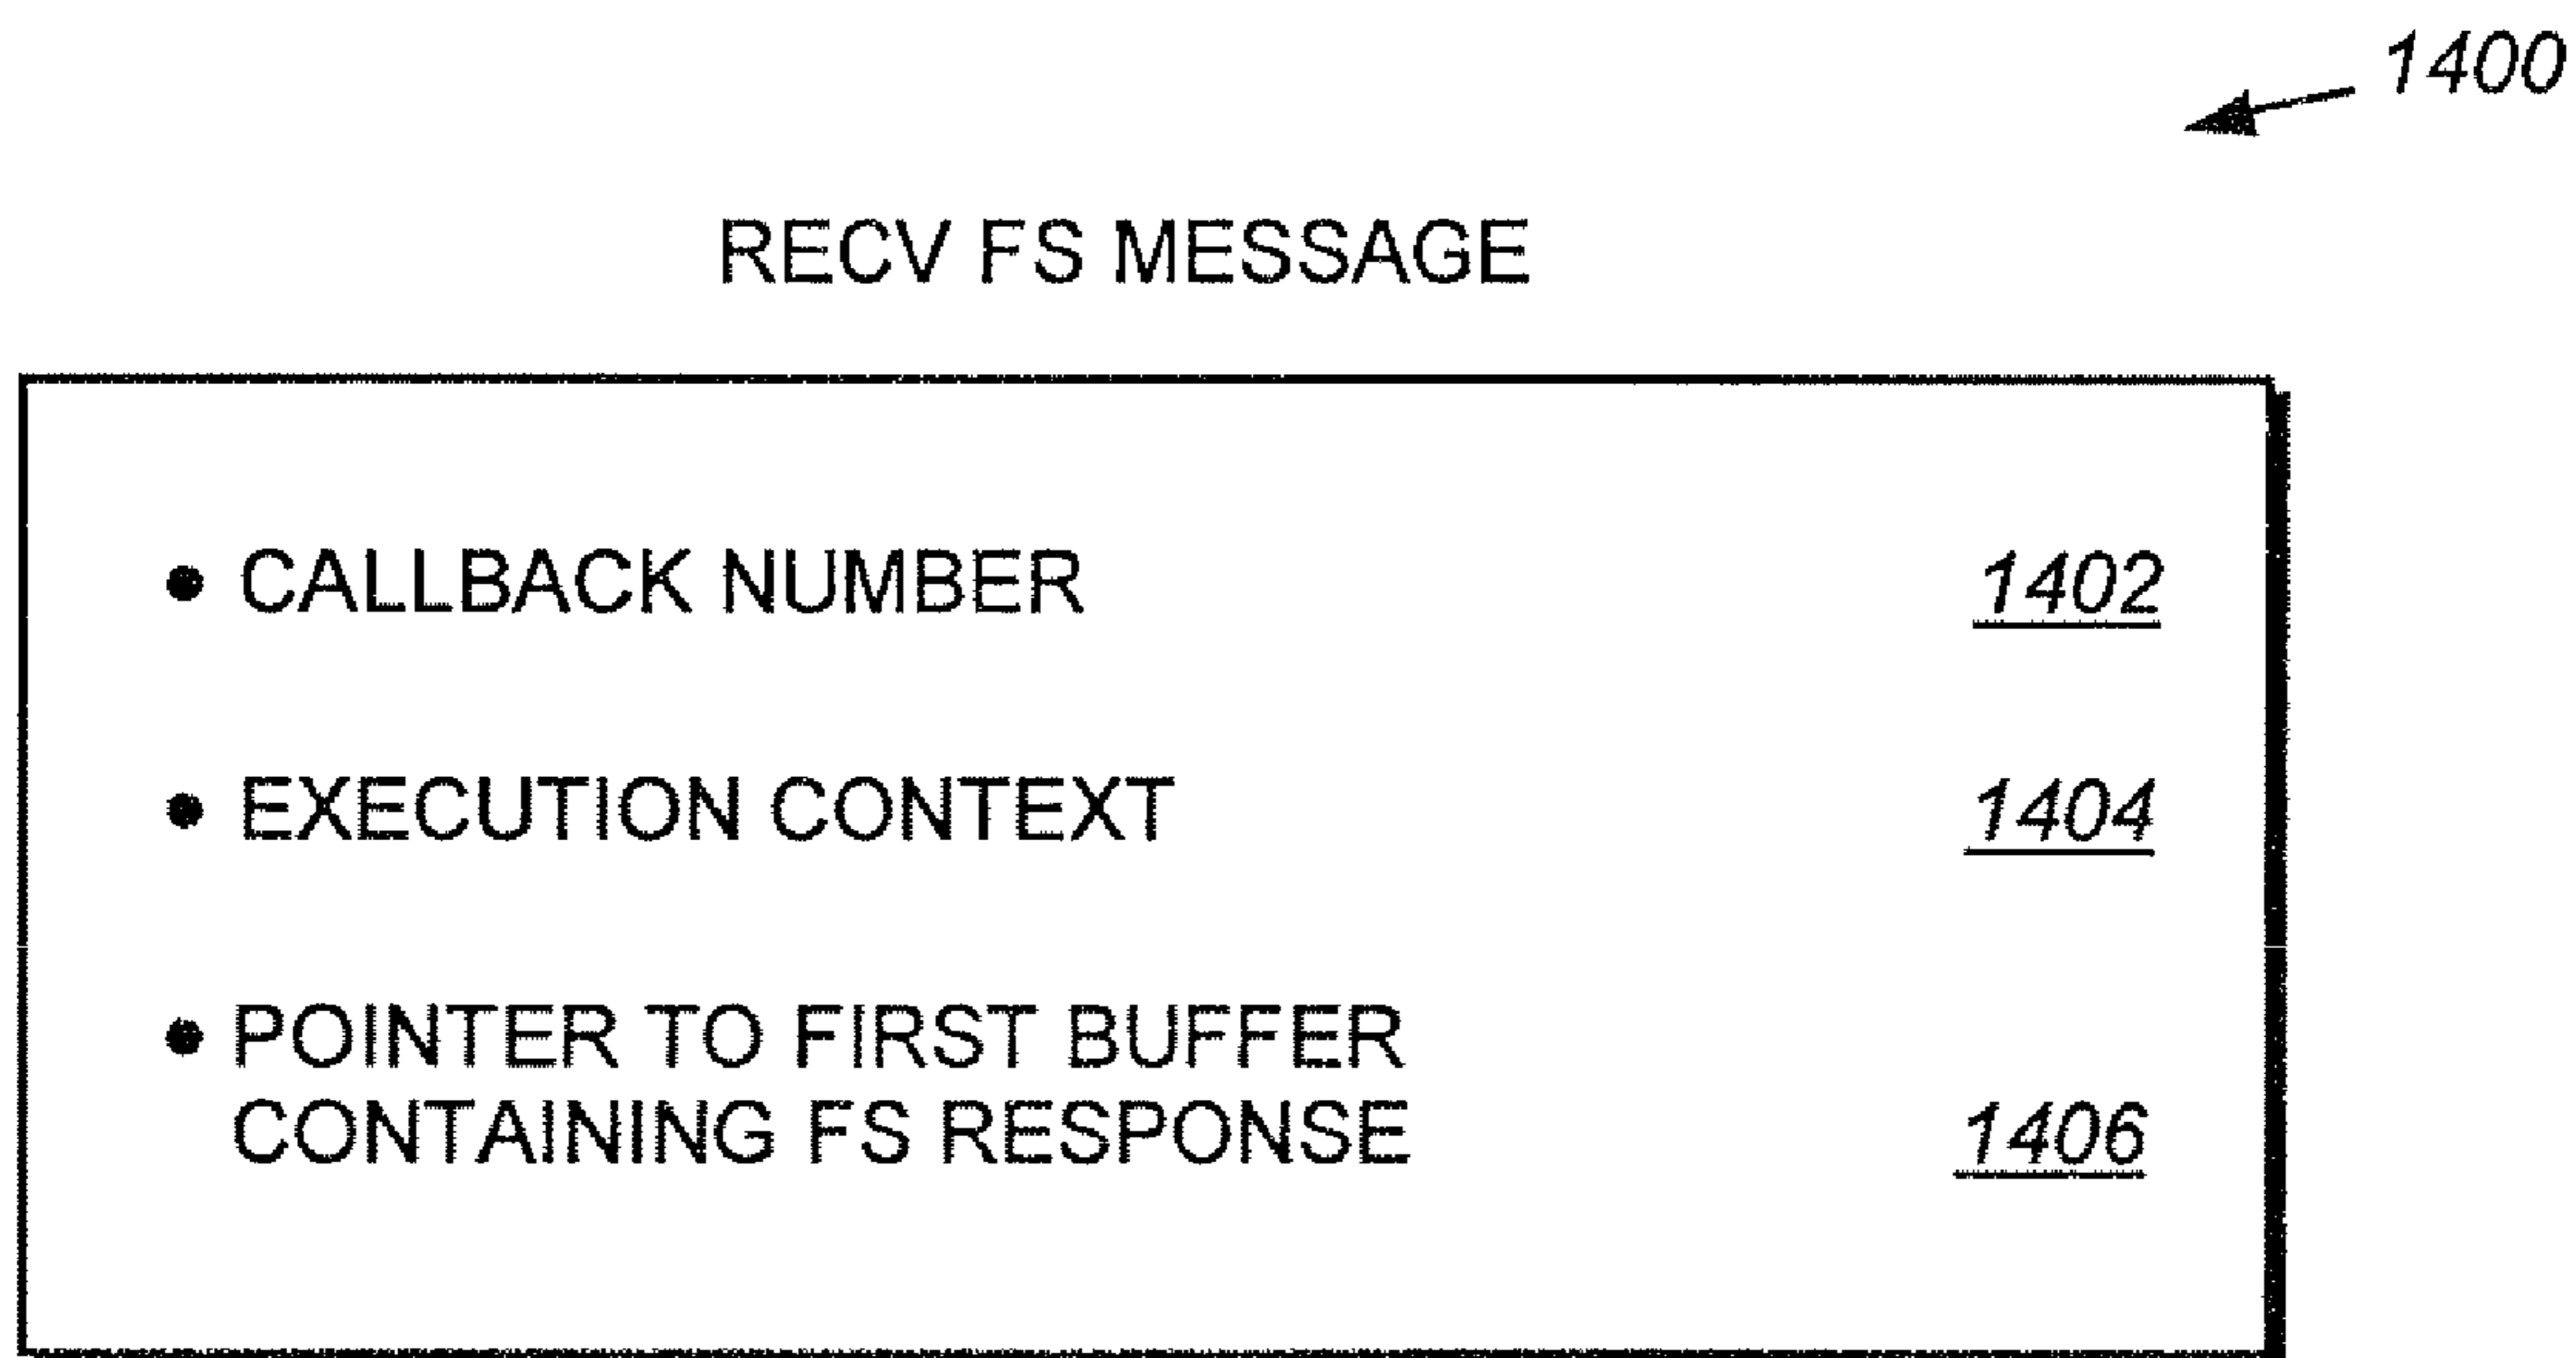 1400
RECV FS MESSAGE
• CALLBACK NUMBER 1402
• EXECUTION CONTEXT 1404
• POINTER TO FIRST BUFFER
CONTAINING FS RESPONSE 1406